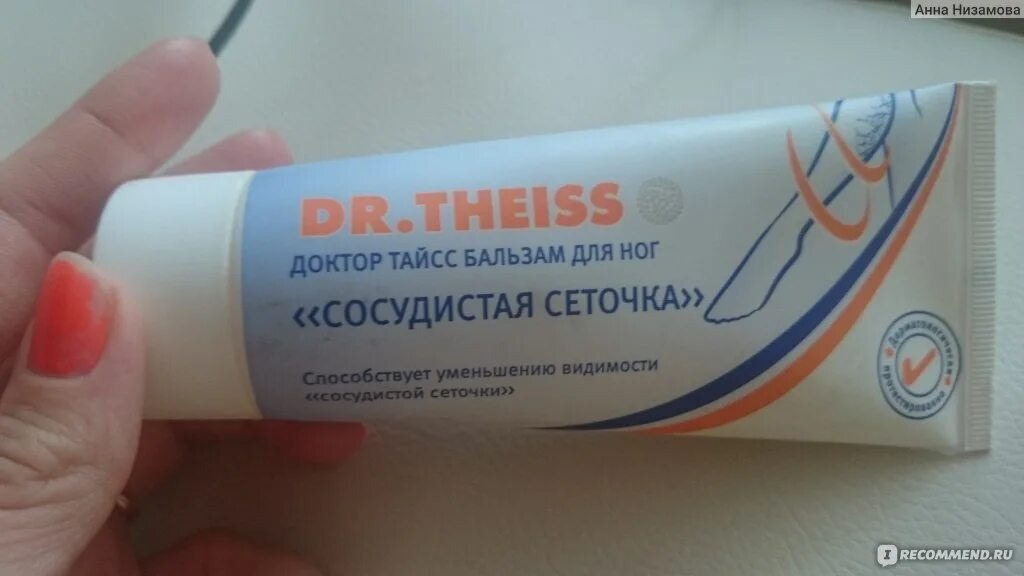 Анна Низамова
DR.THEISS
ДОКТОР ТАЙСС БАЛЬЗАМ ДЛЯ НОГ
‹‹СОСУДИСТАЯ СЕТОЧКА››
Способствует уменьшению видимости
‹‹сосудистой сеточки››
Дерматологически
протестировано
IRECOMMEND.RU